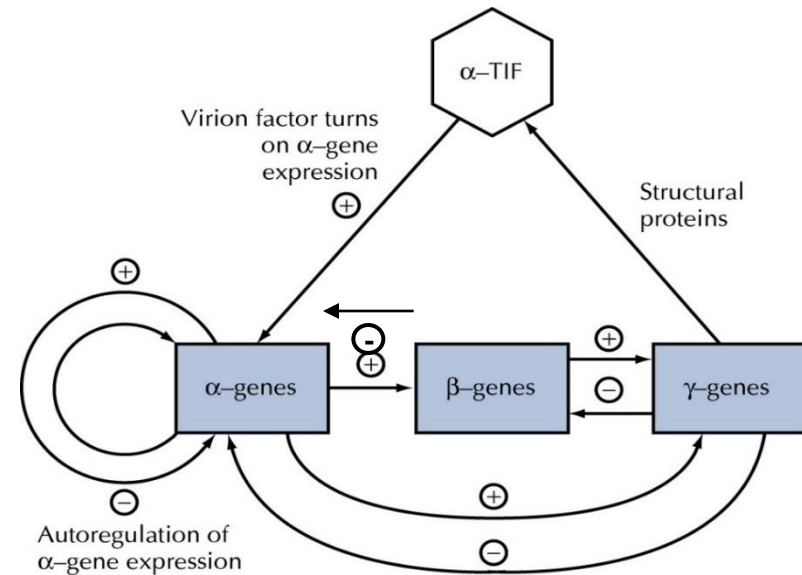 α–TIF
Virion factor turns
on α–gene
expression
+
Structural
proteins
+
-
+
α–genes
β–genes
+
−
γ–genes
−
Autoregulation of
α–gene expression
+
−